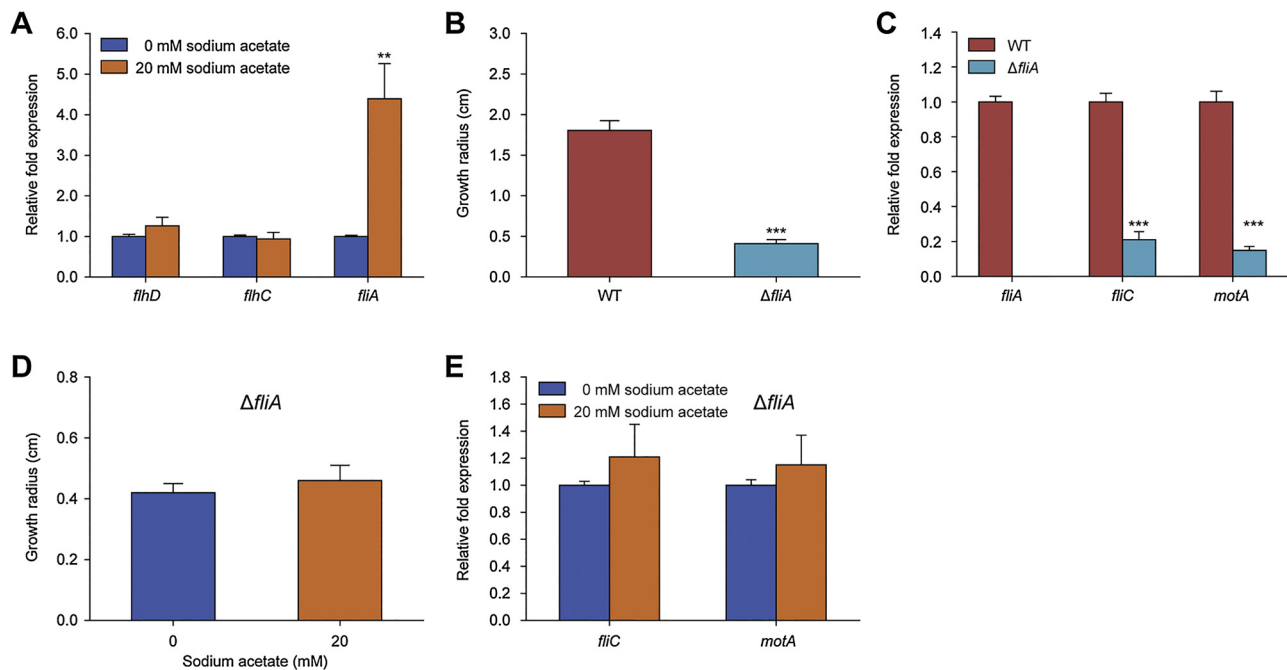 A
Relative fold expression
6.0
5.0
4.0
3.0
2.0
1.0
0.0
0 mM sodium acetate
20 mM sodium acetate
**
flhD
flhC
fliA
B
Growth radius (cm)
3.0
2.5
2.0
1.5
1.0
0.5
0.0
***
WT
ΔfliA
C
Relative fold expression
1.4
1.2
1.0
0.8
0.6
0.4
0.2
0.0
WT
ΔfliA
***
***
fliA
fliC
motA
D
Growth radius (cm)
0.8
0.6
0.4
0.2
0.0
ΔfliA
0
20
Sodium acetate (mM)
E
Relative fold expression
1.8
1.6
1.4
1.2
1.0
0.8
0.6
0.4
0.2
0.0
0 mM sodium acetate
20 mM sodium acetate
ΔfliA
fliC
motA